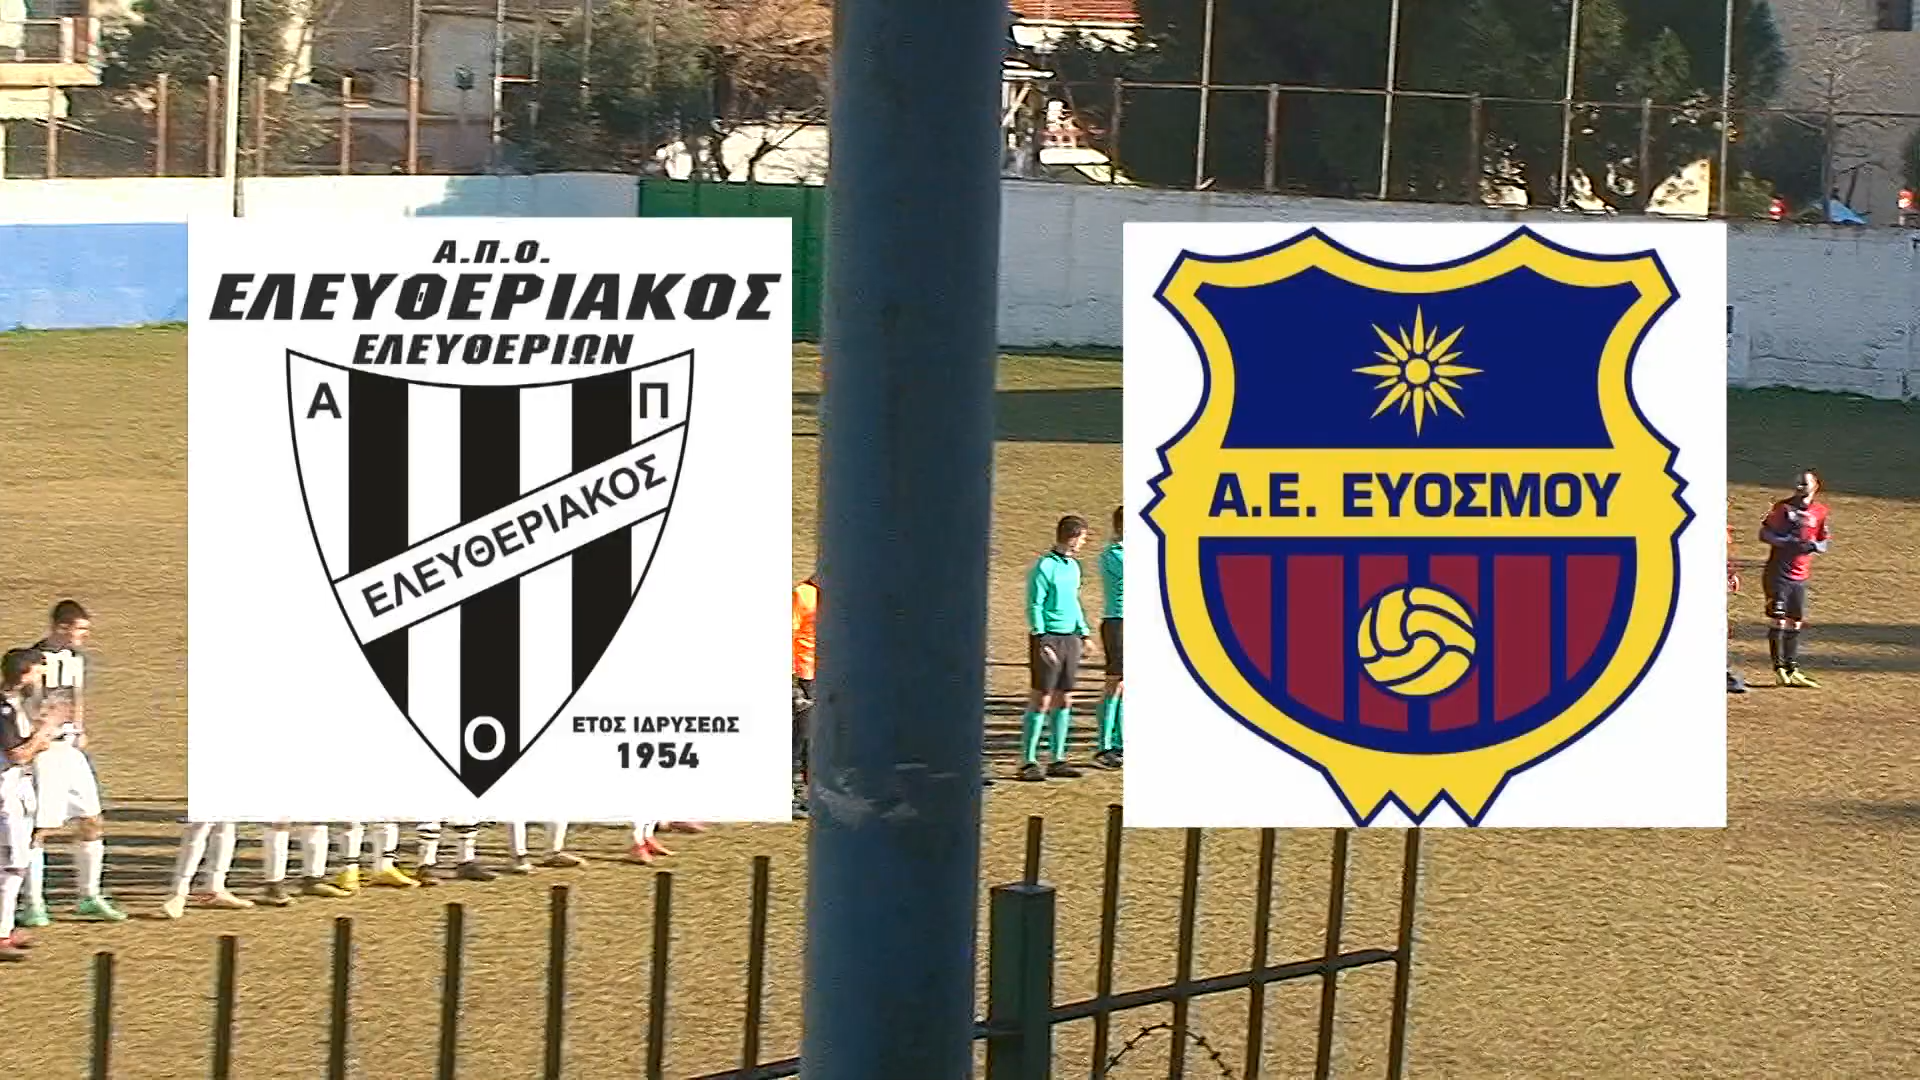 Α.Π.Ο.
ΕΛΕΥΘΕΡΙΑΚΟΣ
ΕΛΕΥΘΕΡΙΩΝ
Α
Π
ΕΛΕΥΘΕΡΙΑΚΟΣ
Ο
ΕΤΟΣ ΙΔΡΥΣΕΩΣ
1954
Α.Ε. ΕΥΟΣΜΟΥ